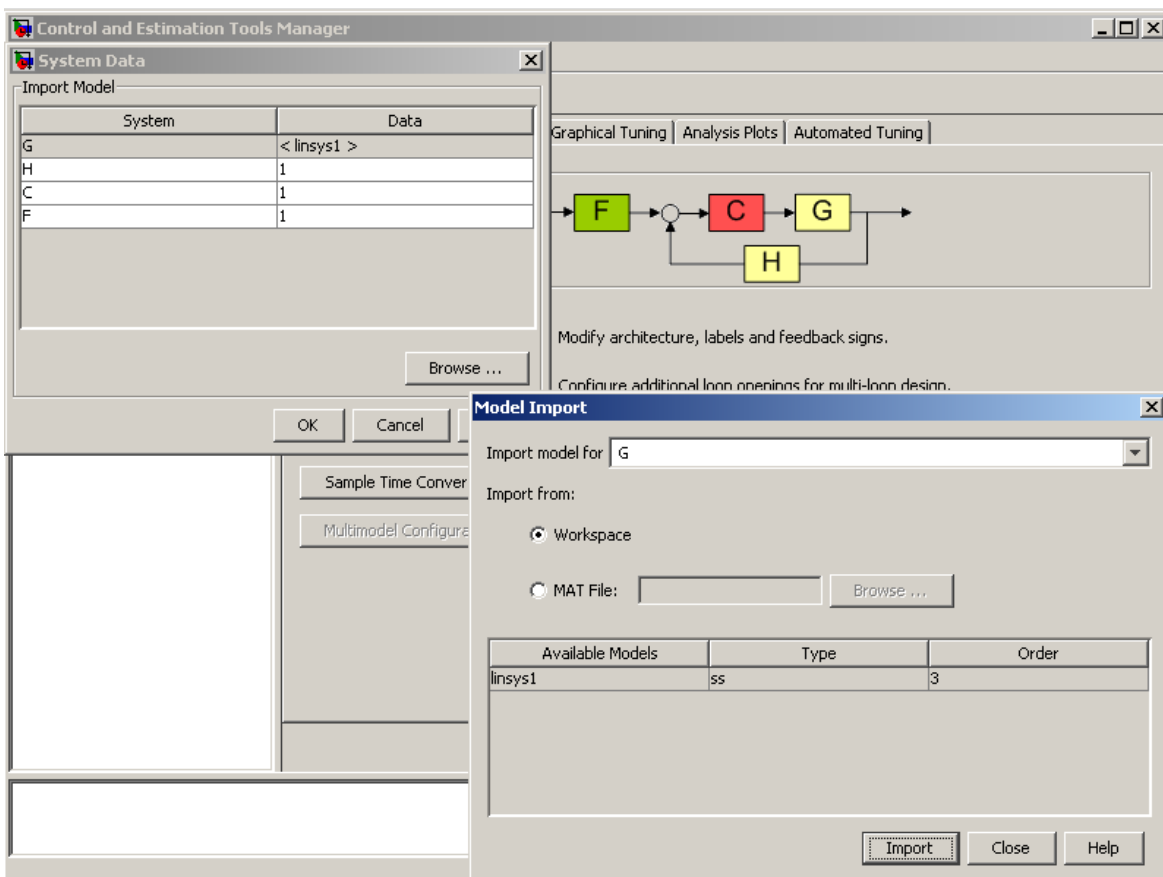 Control and Estimation Tools Manager
System Data
Import Model
System Data
G < linsys1 >
H 1
C 1
F 1
Browse ...
OK Cancel
Graphical Tuning Analysis Plots Automated Tuning
F C G
H
Modify architecture, labels and feedback signs.
Configure additional loop openings for multi-loop design.
Sample Time Conver
Multimodel Configura
Model Import
Import model for G
Import from:
Workspace
MAT File: Browse ...
Available Models Type Order
linsys1 ss 3
Import Close Help